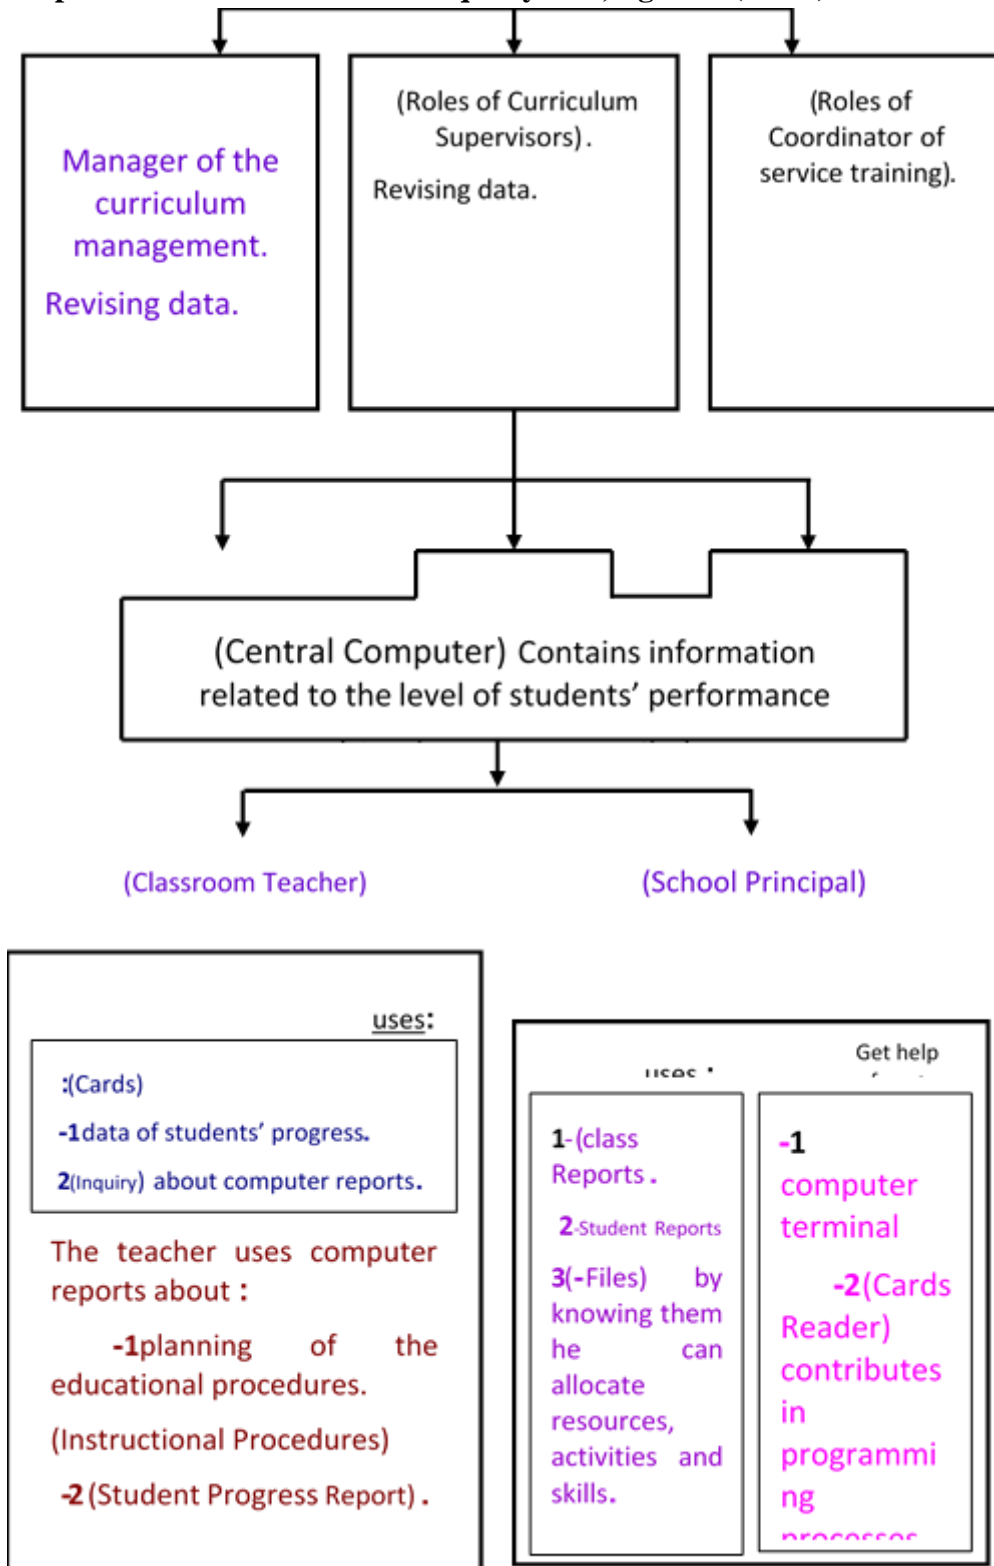 Manager of the
curriculum
management.
Revising data.
(Roles of Curriculum
Supervisors).
Revising data.
(Roles of
Coordinator of
service training).
(Central Computer) Contains information
related to the level of students’ performance
(Classroom Teacher)
(School Principal)
uses:
:(Cards)
-1data of students’ progress.
2(Inquiry) about computer reports.
The teacher uses computer
reports about :
-1planning of the
educational procedures.
(Instructional Procedures)
-2(Student Progress Report) .
uses :
1-(class
Reports .
2-Student Reports
3(-Files) by
knowing them
he can
allocate
resources,
activities and
skills.
Get help
-1
computer
terminal
-2(Cards
Reader)
contributes
in
programmi
ng
processes